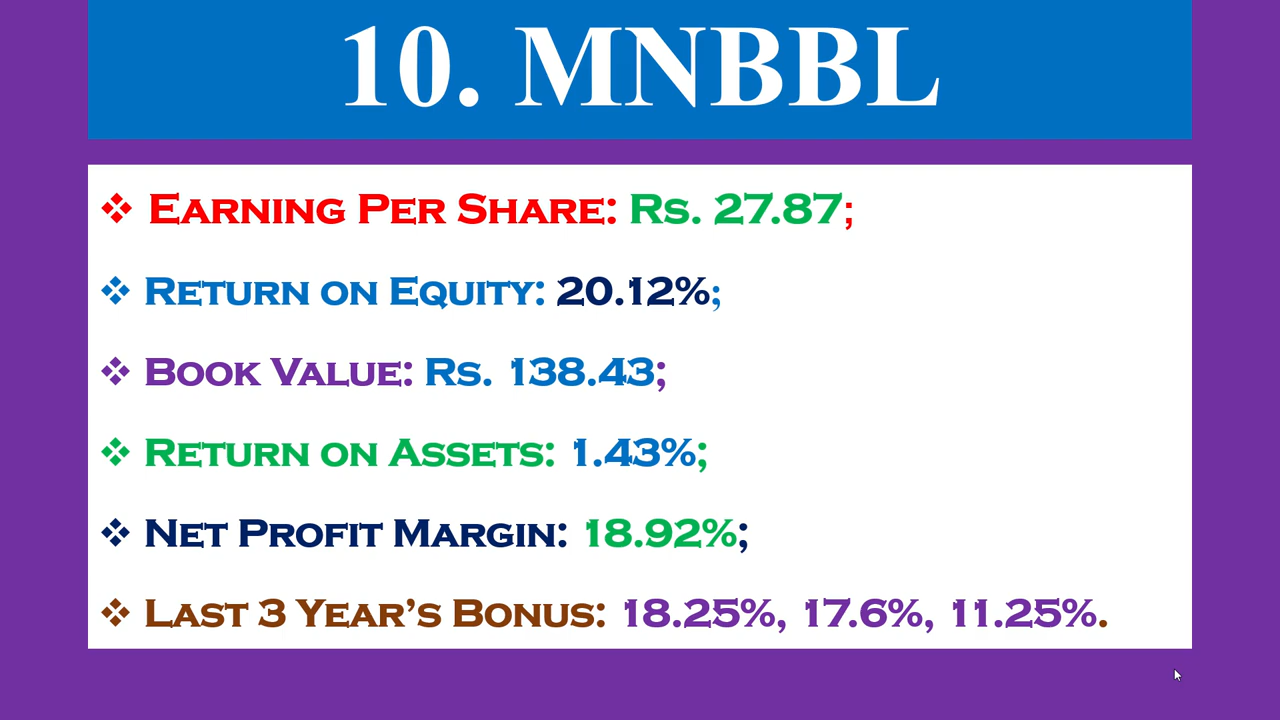 10. MNBBL
❖ Earning Per Share: Rs. 27.87;
❖ Return on Equity: 20.12%;
❖ Book Value: Rs. 138.43;
❖ Return on Assets: 1.43%;
❖ Net Profit Margin: 18.92%;
❖ Last 3 Year’s Bonus: 18.25%, 17.6%, 11.25%.